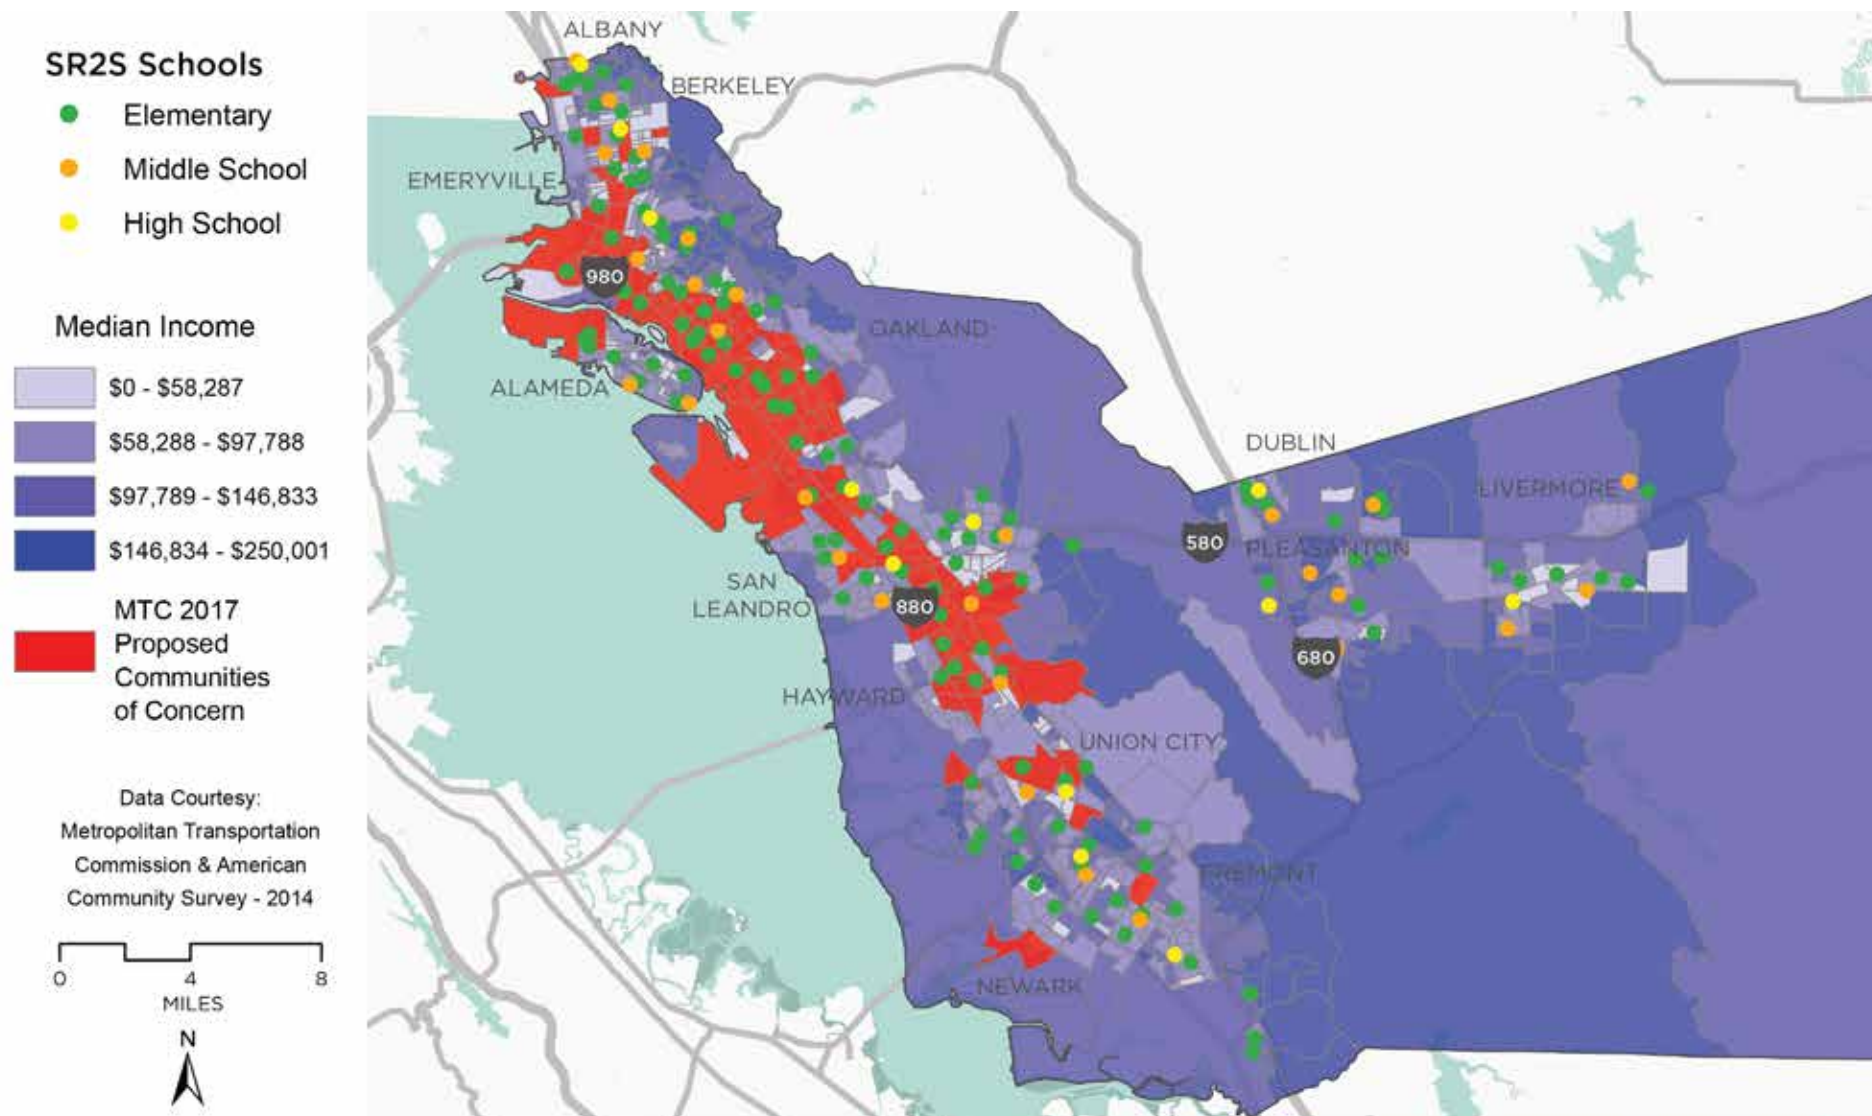 SR2S Schools
Elementary
Middle School
High School
Median Income
$0 - $58,287
$58,288 - $97,788
$97,789 - $146,833
$146,834 - $250,001
MTC 2017
Proposed
Communities
of Concern
Data Courtesy:
Metropolitan Transportation
Commission & American
Community Survey - 2014
0 4 8
MILES
N
ALBANY
BERKELEY
EMERYVILLE
980
OAKLAND
ALAMEDA
DUBLIN
LIVERMORE
580
PLEASANTON
SAN
LEANDRO
880
680
HAYWARD
UNION CITY
FREMONT
NEWARK